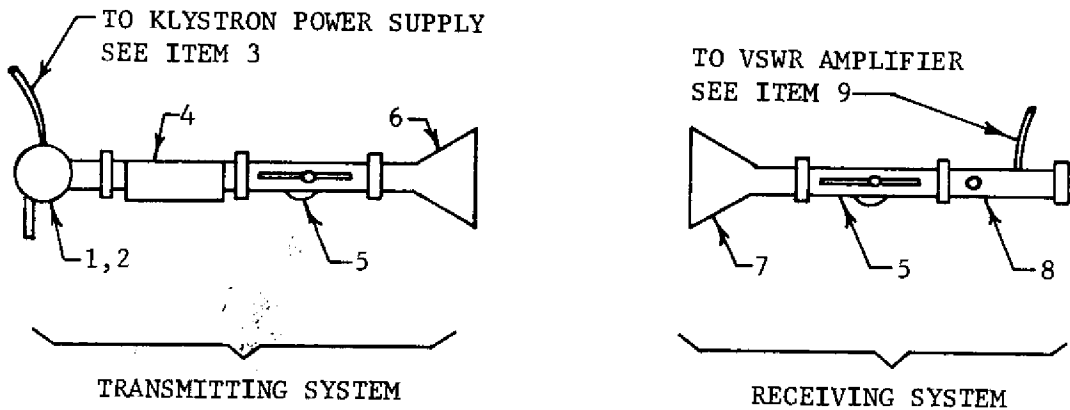 TO KLYSTRON POWER SUPPLY
SEE ITEM 3
4
6
1,2
5
TRANSMITTING SYSTEM
TO VSWR AMPLIFIER
SEE ITEM 9
7
5
8
RECEIVING SYSTEM